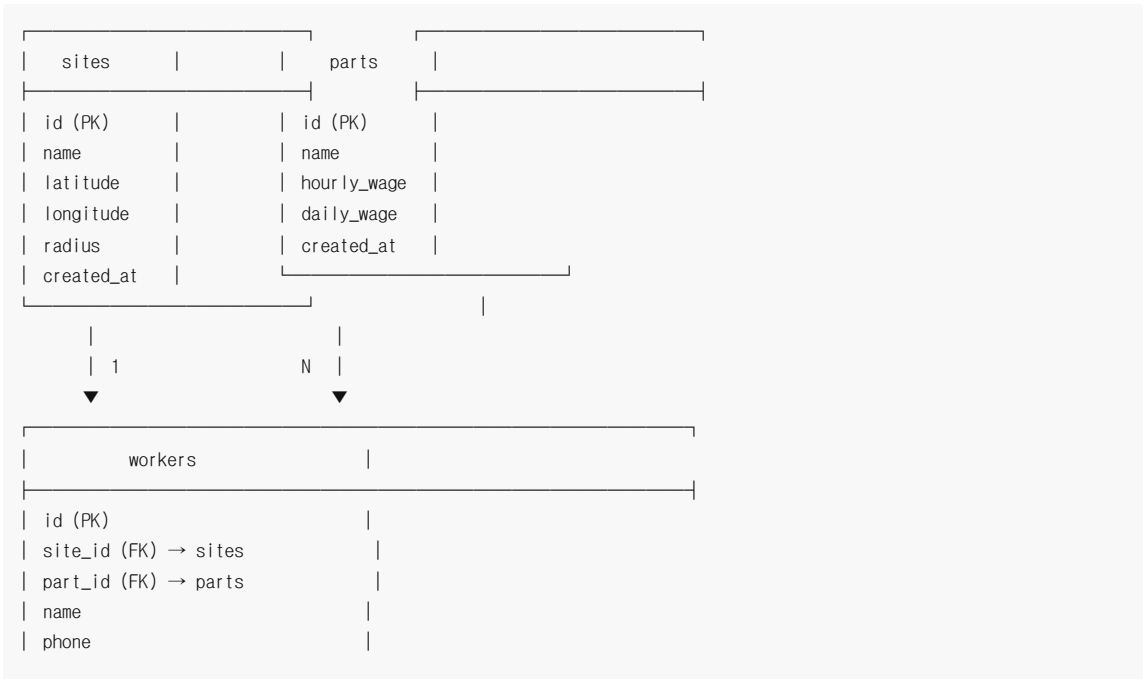 ┌─────────────────────┐        ┌─────────────────────┐
│   sites      │        │    parts     │
├─────────────────────┤        ├─────────────────────┤
│ id (PK)      │        │ id (PK)      │
│ name         │        │ name         │
│ latitude     │        │ hourly_wage  │
│ longitude    │        │ daily_wage   │
│ radius       │        │ created_at   │
│ created_at   │        └─────────────────────┘
└─────────────────────┘             │
      │                  │
      │ 1             N  │
      ▼                  ▼
┌──────────────────────────────────────────────────┐
│        workers             │
├──────────────────────────────────────────────────┤
│ id (PK)                    │
│ site_id (FK) → sites        │
│ part_id (FK) → parts        │
│ name                       │
│ phone                      │